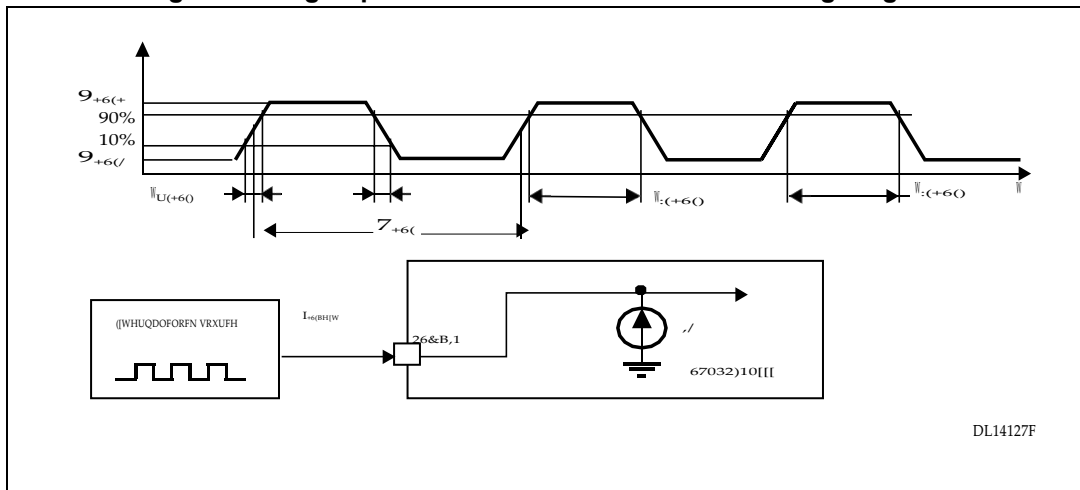 9+6(+
90%
10%
9+6(/
WU(+6()
W:(+6()
W:(+6()
W
7+6(
([WHUQDOFORFN VRXUFH
I+6(BH[W
26&B,1
,/
67032)10[[[
DL14127F